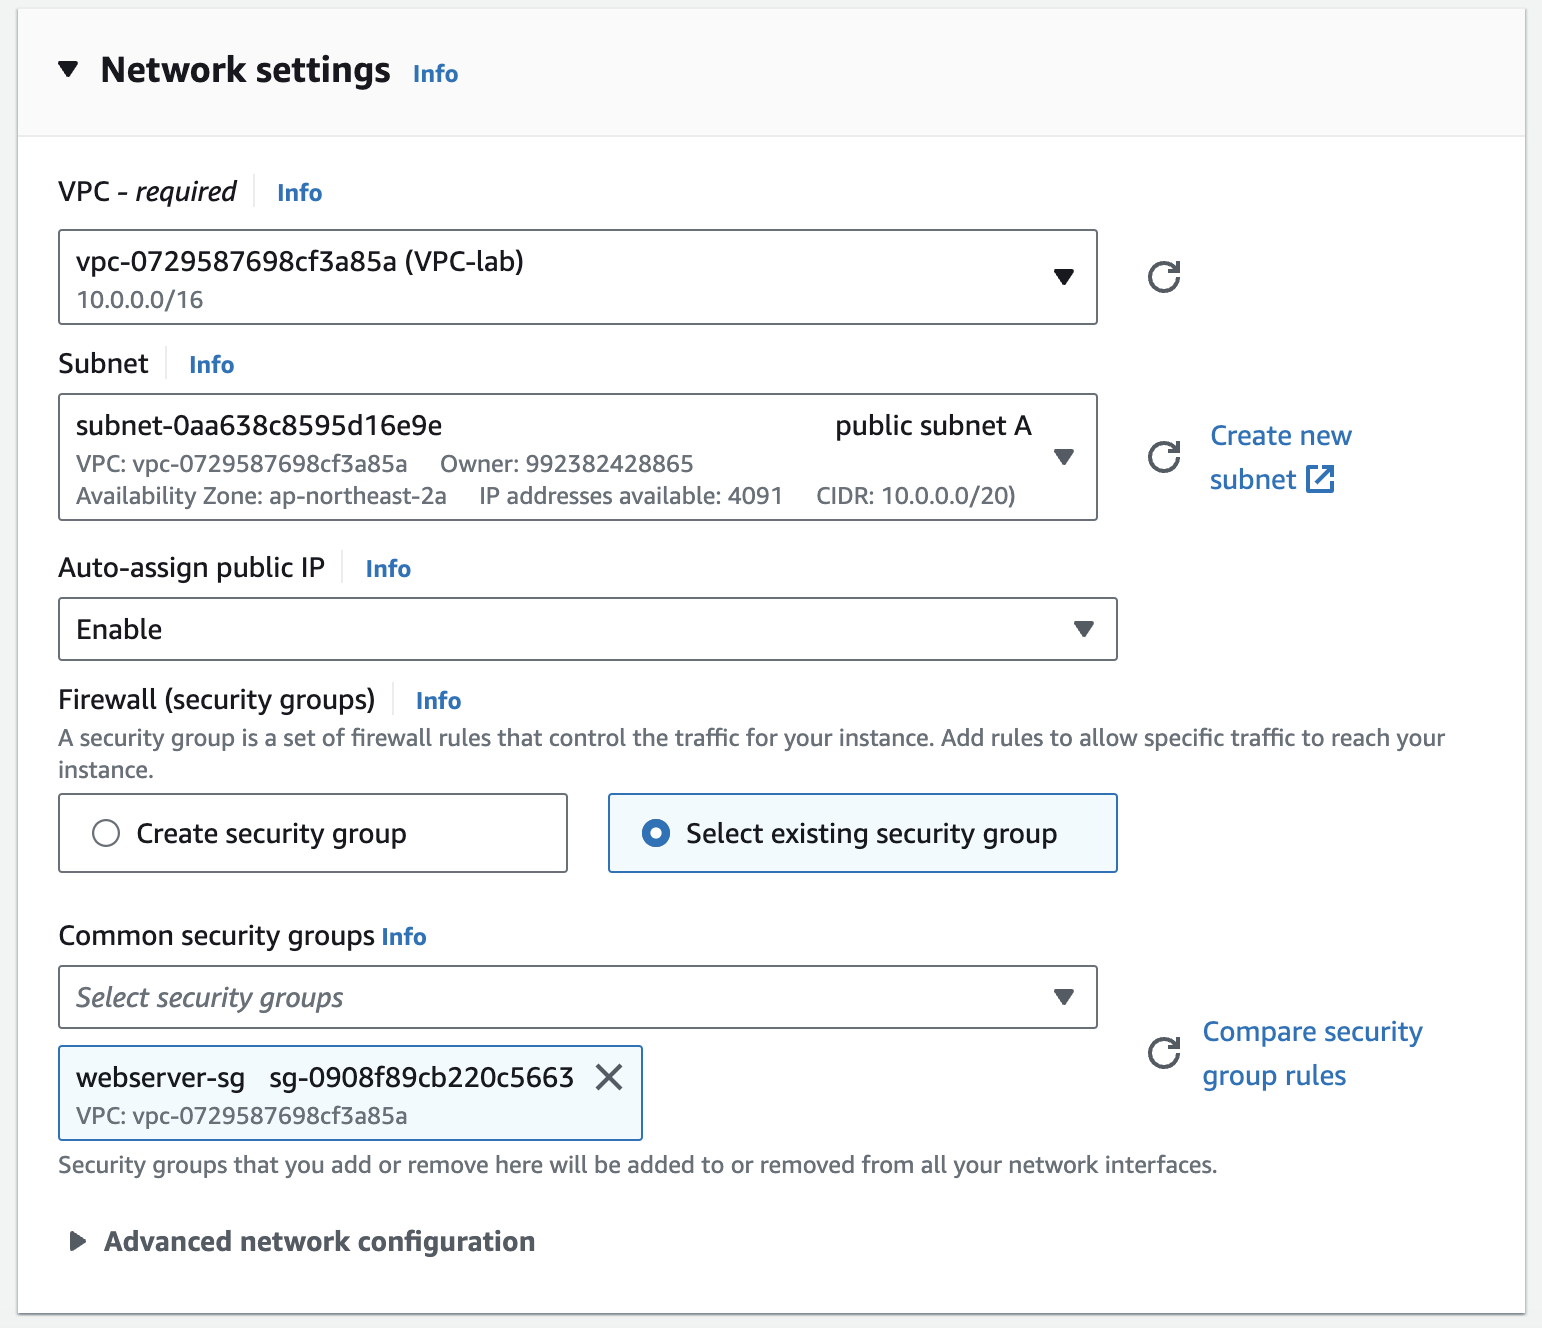 Network settings Info
VPC - required Info
vpc-0729587698cf3a85a (VPC-lab)
10.0.0.0/16
Subnet Info
subnet-0aa638c8595d16e9e public subnet A
VPC: vpc-0729587698cf3a85a Owner: 992382428865
Availability Zone: ap-northeast-2a IP addresses available: 4091 CIDR: 10.0.0.0/20)
Create new
subnet
Auto-assign public IP Info
Enable
Firewall (security groups) Info
A security group is a set of firewall rules that control the traffic for your instance. Add rules to allow specific traffic to reach your
instance.
Create security group
Select existing security group
Common security groups Info
Select security groups
webserver-sg sg-0908f89cb220c5663
VPC: vpc-0729587698cf3a85a
Compare security
group rules
Security groups that you add or remove here will be added to or removed from all your network interfaces.
Advanced network configuration